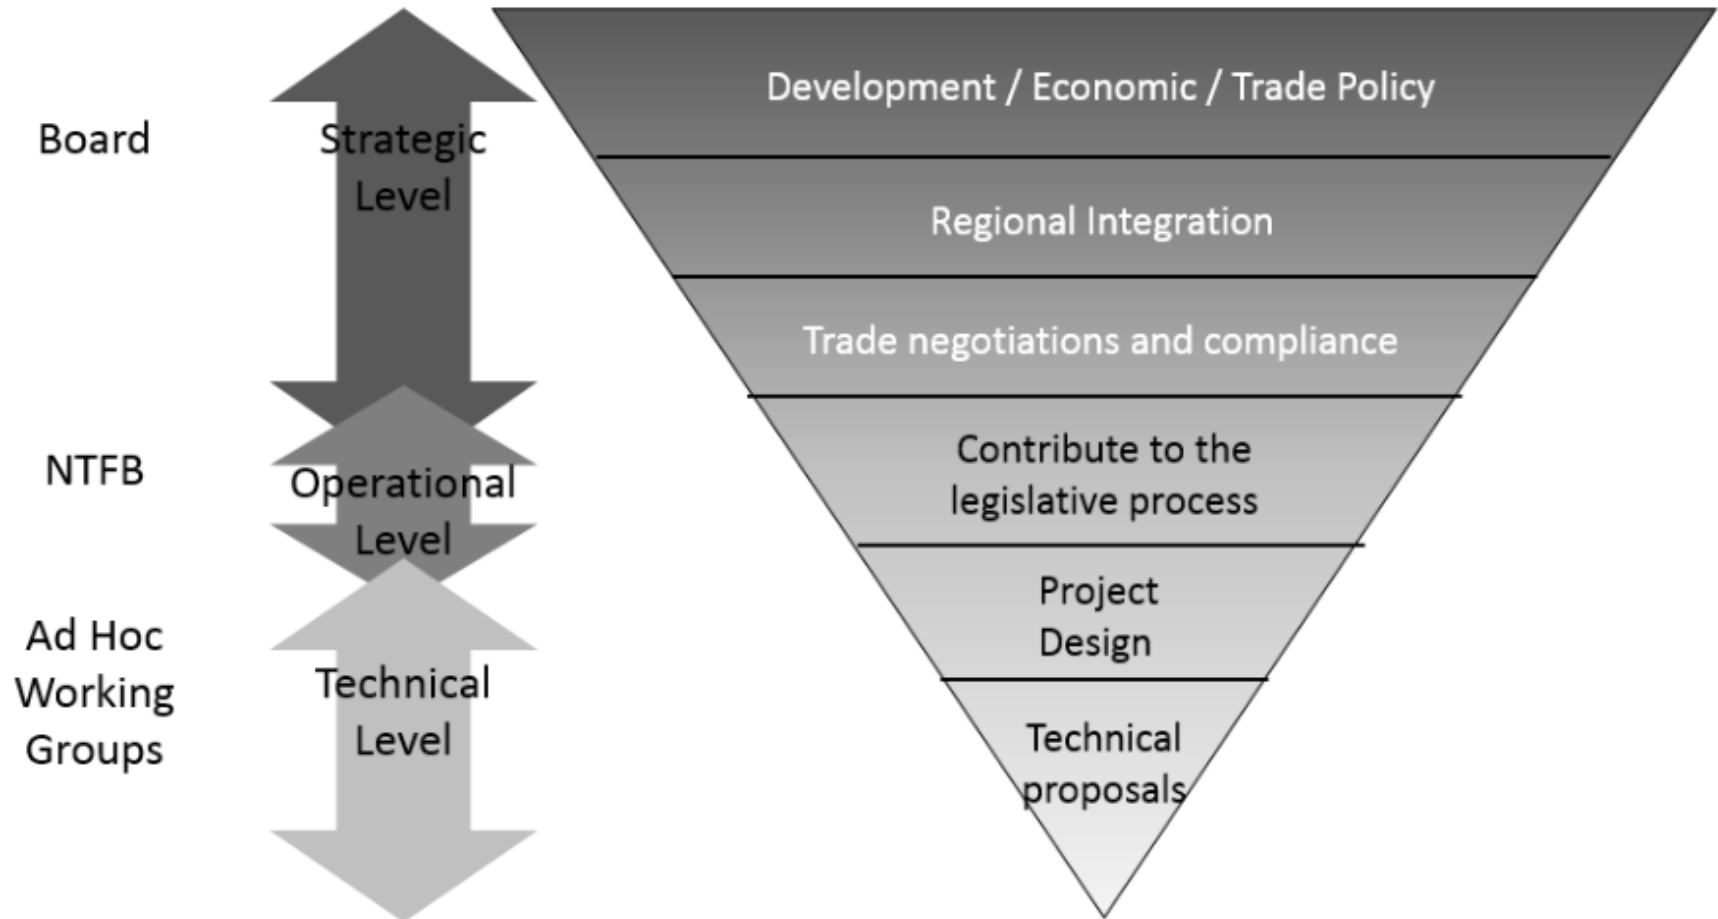 Board
Strategic
Level
NTFB
Operational
Level
Ad Hoc
Working
Groups
Technical
Level
Development / Economic / Trade Policy
Regional Integration
Trade negotiations and compliance
Contribute to the
legislative process
Project
Design
Technical
proposals